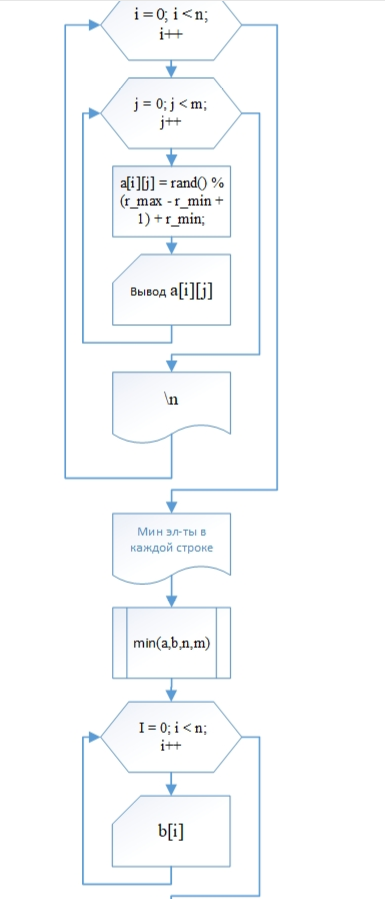 i = 0; i < n;
i++
j = 0; j < m;
j++
a[i][j] = rand() %
(r_max - r_min +
1) + r_min;
Вывод a[i][j]
\n
Мин эл-ты в
каждой строке
min(a,b,n,m)
I = 0; i < n;
i++
b[i]